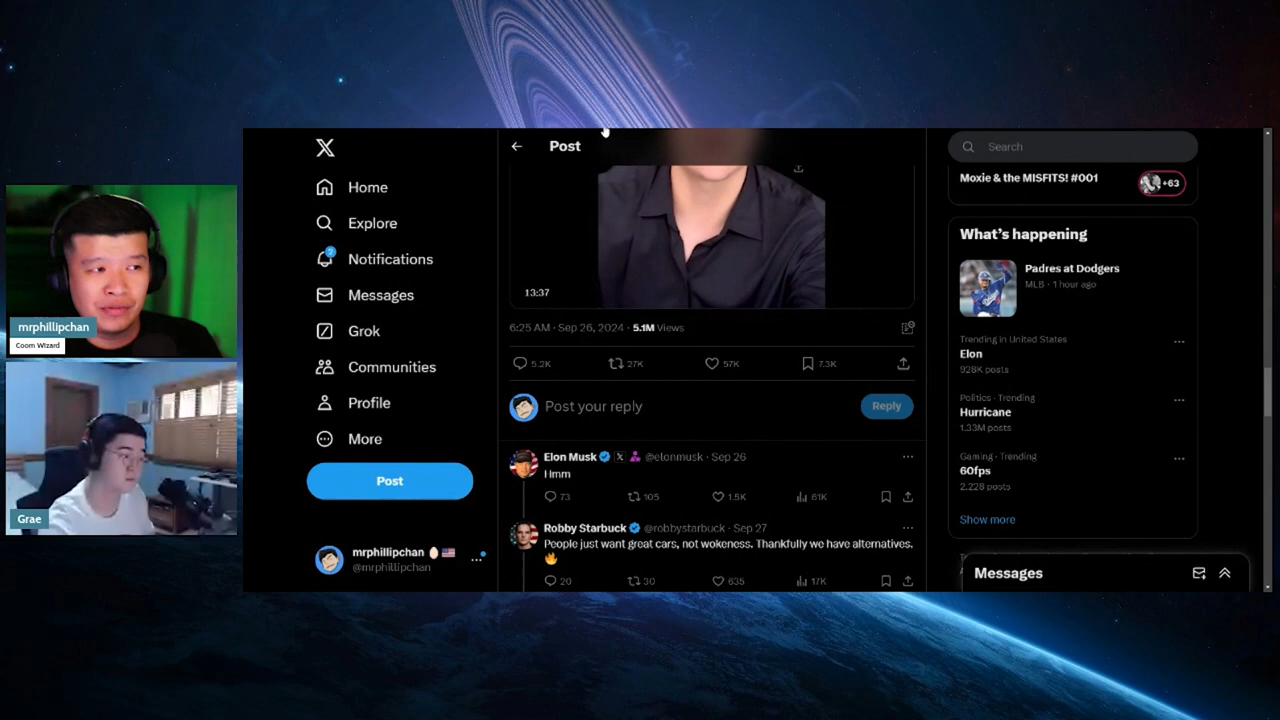 Post
Search
Home
Explore
Notifications
Messages
Grok
Communities
Profile
More
Post
mrphillipchan
@mrphillipchan
mrphillipchan
Coom Wizard
Grae
13:37
6:25 AM · Sep 26, 2024 · 5.1M Views
5.2K 27K 57K 7.3K
Post your reply
Reply
Elon Musk @elonmusk · Sep 26
Hmm
73 105 1.5K 61K
Robby Starbuck @robbystarbuck · Sep 27
People just want great cars, not wokeness. Thankfully we have alternatives.
20 30 635 17K
Moxie & the MISFITS! #001
+63
What's happening
Padres at Dodgers
MLB · 1 hour ago
Trending in United States
Elon
928K posts
Politics · Trending
Hurricane
1.33M posts
Gaming · Trending
60fps
2,228 posts
Show more
Messages